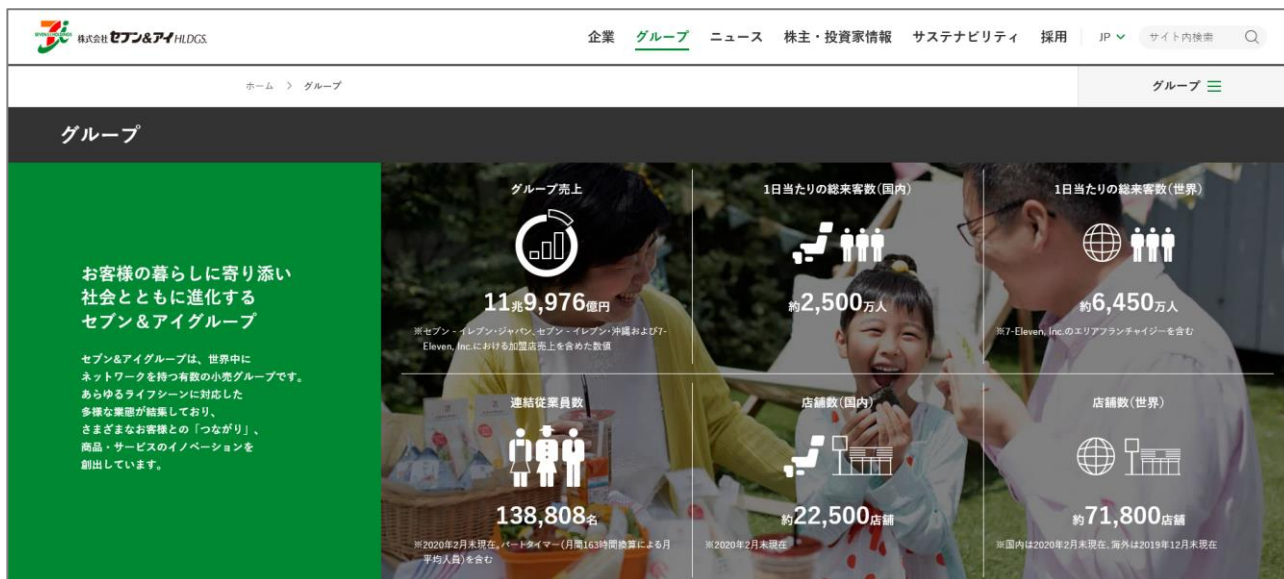 SEVEN&i HOLDINGS
株式会社 セブン&アイ HLDGS.
企業 グループ ニュース 株主・投資家情報 サステナビリティ 採用 JP サイト内検索
ホーム > グループ
グループ
グループ
お客様の暮らしに寄り添い
社会とともに進化する
セブン&アイグループ
セブン&アイグループは、世界中に
ネットワークを持つ有数の小売グループです。
あらゆるライフシーンに対応した
多様な業態が結集しており、
さまざまなお客様との「つながり」、
商品・サービスのイノベーションを
創出しています。
グループ売上
11兆9,976億円
※セブン‐イレブン・ジャパン、セブン‐イレブン・沖縄および7-
Eleven, Inc.における加盟店売上を含めた数値
1日当たりの総来客数(国内)
約2,500万人
1日当たりの総来客数(世界)
約6,450万人
※7-Eleven, Inc.のエリアフランチャイジーを含む
連結従業員数
138,808名
※2020年2月末現在。パートタイマー(月間163時間換算による月
平均人員)を含む
店舗数(国内)
約22,500店舗
※2020年2月末現在
店舗数(世界)
約71,800店舗
※国内は2020年2月末現在、海外は2019年12月末現在